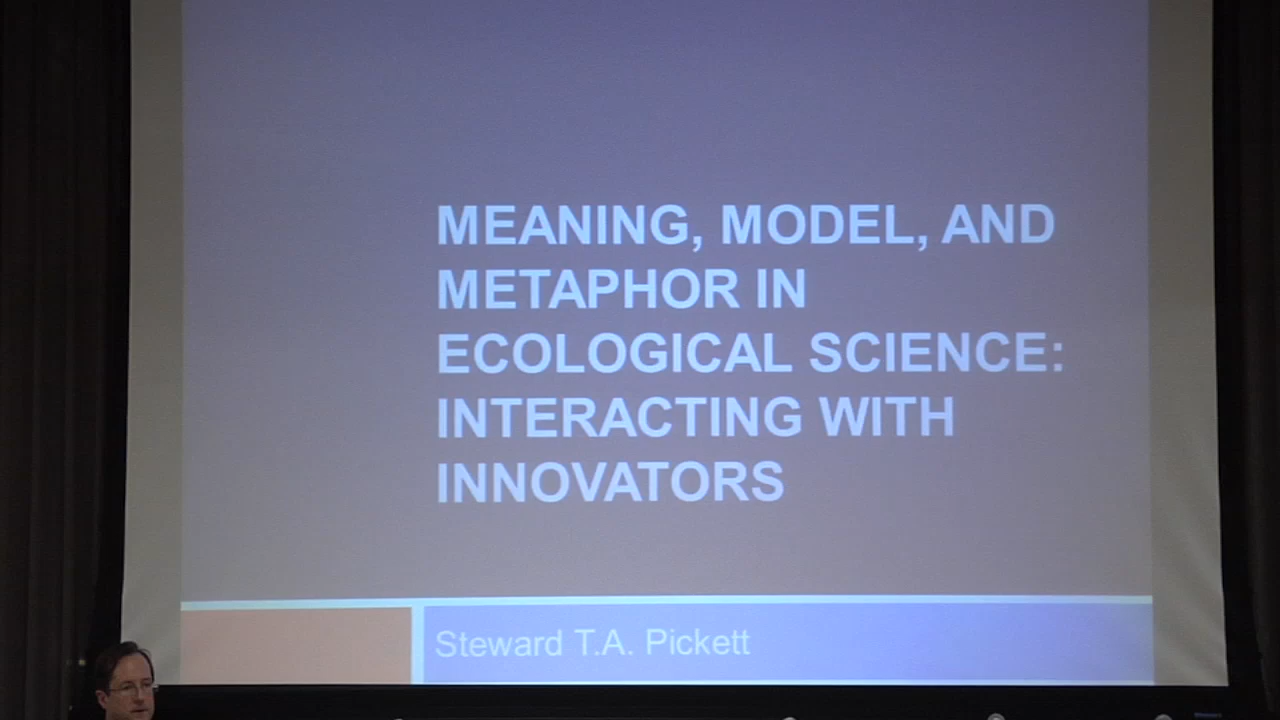 MEANING, MODEL, AND
METAPHOR IN
ECOLOGICAL SCIENCE:
INTERACTING WITH
INNOVATORS
Steward T.A. Pickett